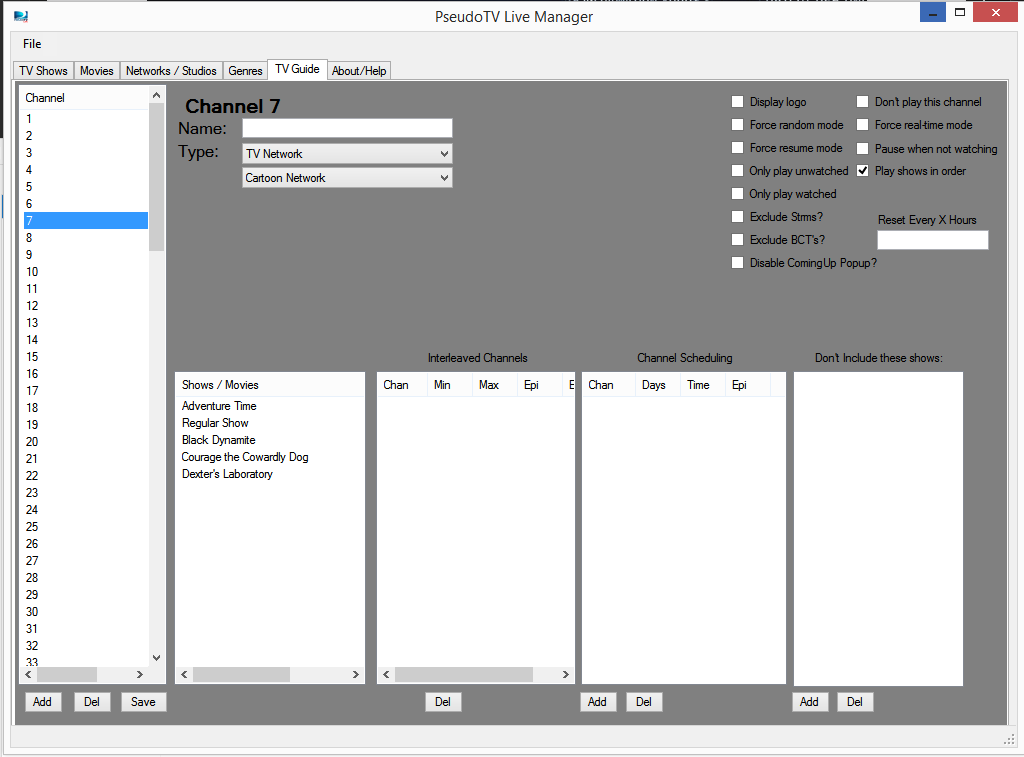 PseudoTV Live Manager
File
TV Shows Movies Networks / Studios Genres TV Guide About/Help
Channel
1
2
3
4
5
6
7
8
9
10
11
12
13
14
15
16
17
18
19
20
21
22
23
24
25
26
27
28
29
30
31
32
33
Add Del Save
Channel 7
Name:
Type: TV Network
Cartoon Network
Display logo Don't play this channel
Force random mode Force real-time mode
Force resume mode Pause when not watching
Only play unwatched Play shows in order
Only play watched
Exclude Strms? Reset Every X Hours
Exclude BCT's?
Disable ComingUp Popup?
Shows / Movies
Adventure Time
Regular Show
Black Dynamite
Courage the Cowardly Dog
Dexter's Laboratory
Interleaved Channels
Chan Min Max Epi E
Del
Channel Scheduling
Chan Days Time Epi
Add Del
Don't Include these shows:
Add Del